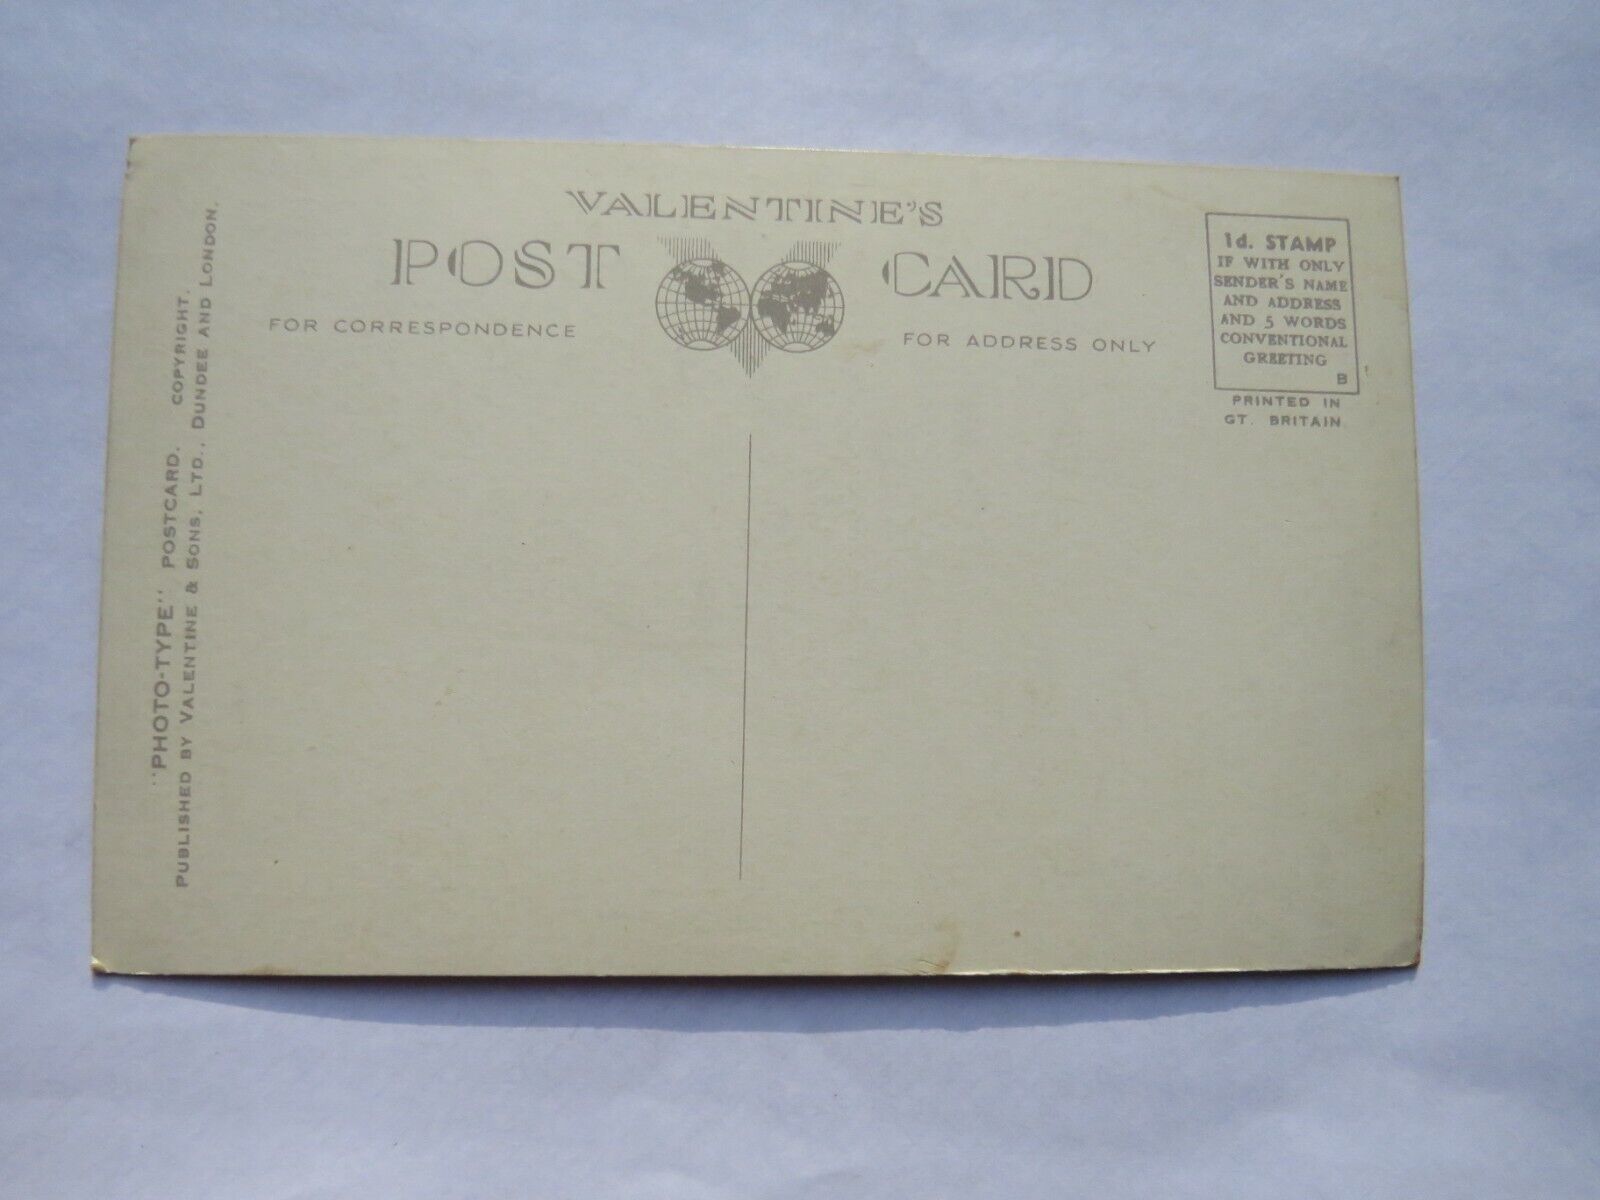 VALENTINE'S
POST CARD
FOR CORRESPONDENCE
FOR ADDRESS ONLY
1d. STAMP
IF WITH ONLY
SENDER'S NAME
AND ADDRESS
AND 5 WORDS
CONVENTIONAL
GREETING
B
PRINTED IN
GT. BRITAIN
"PHOTO-TYPE" POSTCARD. COPYRIGHT.
PUBLISHED BY VALENTINE & SONS, LTD., DUNDEE AND LONDON.